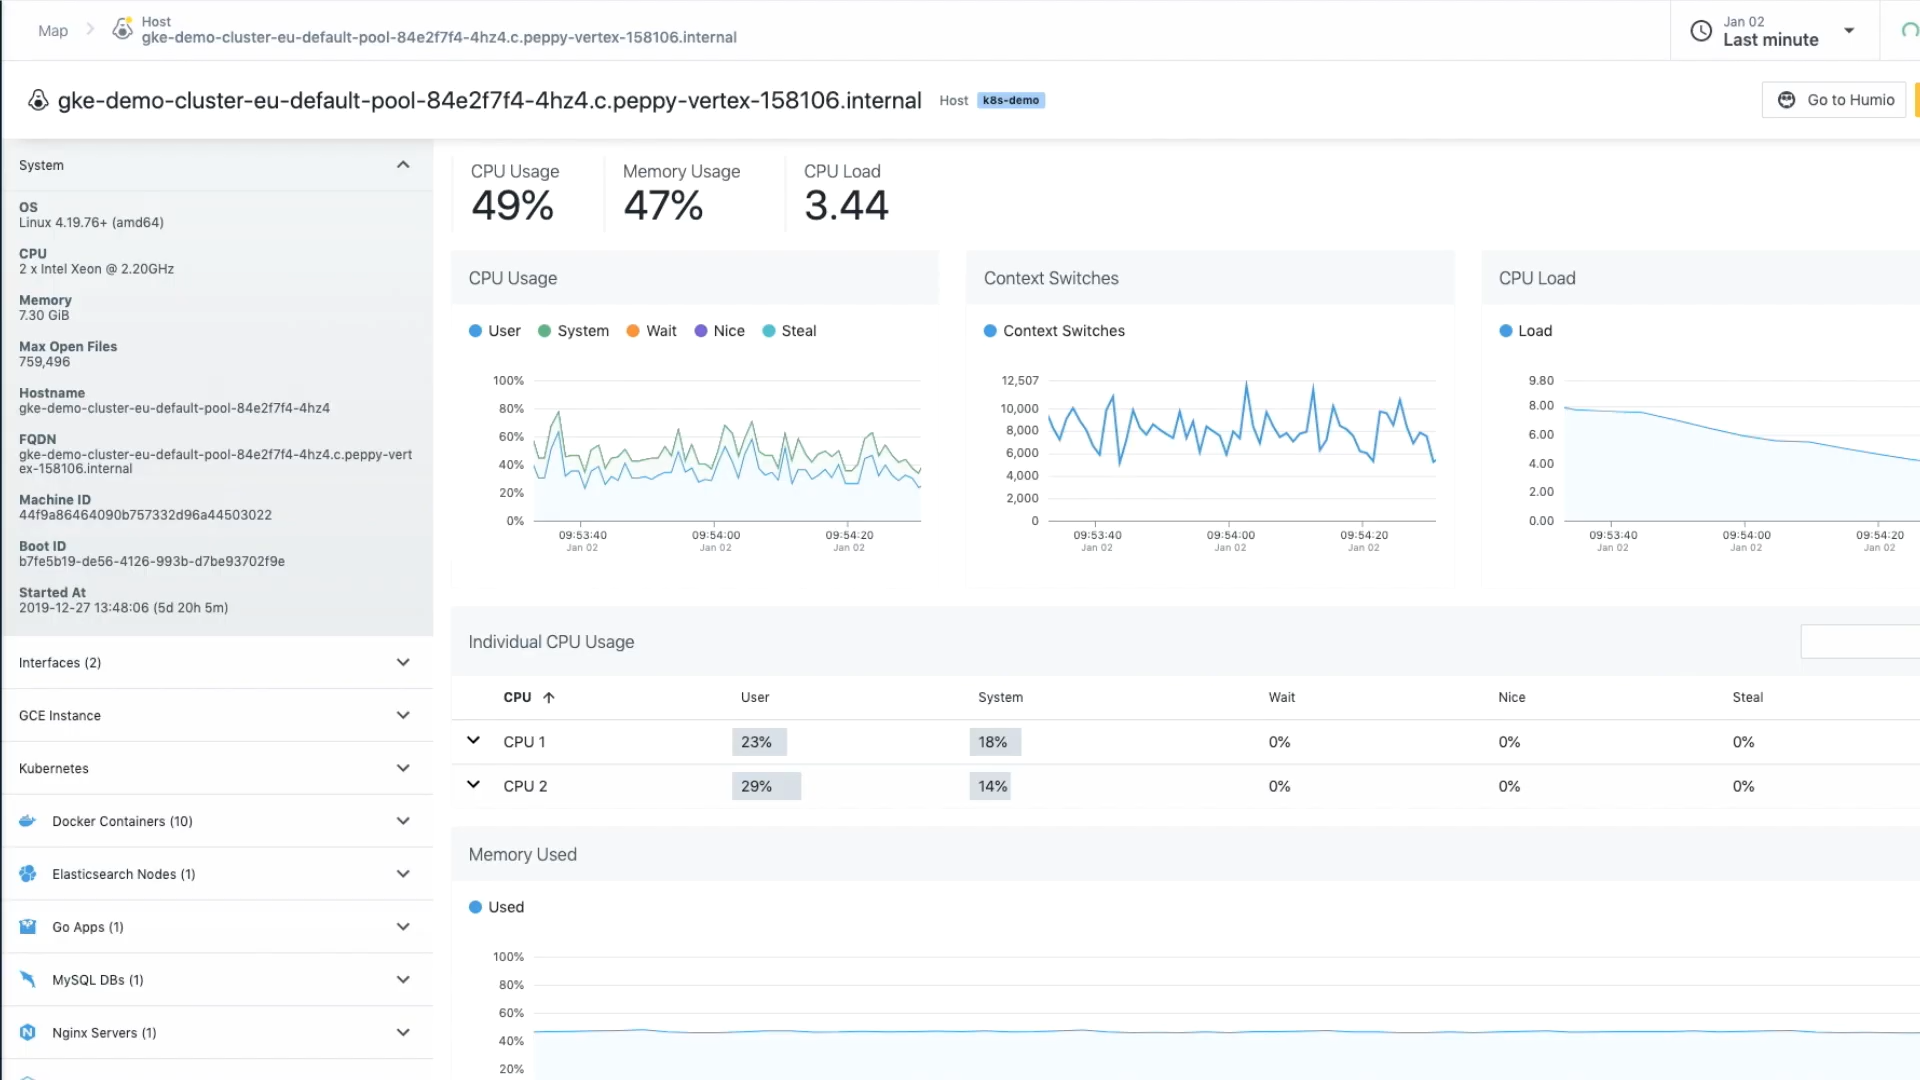 Map
Host
gke-demo-cluster-eu-default-pool-84e2f7f4-4hz4.c.peppy-vertex-158106.internal
Jan 02
Last minute
gke-demo-cluster-eu-default-pool-84e2f7f4-4hz4.c.peppy-vertex-158106.internal Host k8s-demo
Go to Humio
System
OS
Linux 4.19.76+ (amd64)
CPU
2 x Intel Xeon @ 2.20GHz
Memory
7.30 GiB
Max Open Files
759,496
Hostname
gke-demo-cluster-eu-default-pool-84e2f7f4-4hz4
FQDN
gke-demo-cluster-eu-default-pool-84e2f7f4-4hz4.c.peppy-vert
ex-158106.internal
Machine ID
44f9a86464090b757332d96a44503022
Boot ID
b7fe5b19-de56-4126-993b-d7be93702f9e
Started At
2019-12-27 13:48:06 (5d 20h 5m)
Interfaces (2)
GCE Instance
Kubernetes
Docker Containers (10)
Elasticsearch Nodes (1)
Go Apps (1)
MySQL DBs (1)
Nginx Servers (1)
CPU Usage
49%
Memory Usage
47%
CPU Load
3.44
CPU Usage
User System Wait Nice Steal
100%
80%
60%
40%
20%
0%
09:53:40 09:54:00 09:54:20
Jan 02 Jan 02 Jan 02
Context Switches
Context Switches
12,507
10,000
8,000
6,000
4,000
2,000
0
09:53:40 09:54:00 09:54:20
Jan 02 Jan 02 Jan 02
CPU Load
Load
9.80
8.00
6.00
4.00
2.00
0.00
09:53:40 09:54:00 09:54:20
Jan 02 Jan 02 Jan 02
Individual CPU Usage
CPU User System Wait Nice Steal
CPU 1 23% 18% 0% 0% 0%
CPU 2 29% 14% 0% 0% 0%
Memory Used
Used
100%
80%
60%
40%
20%